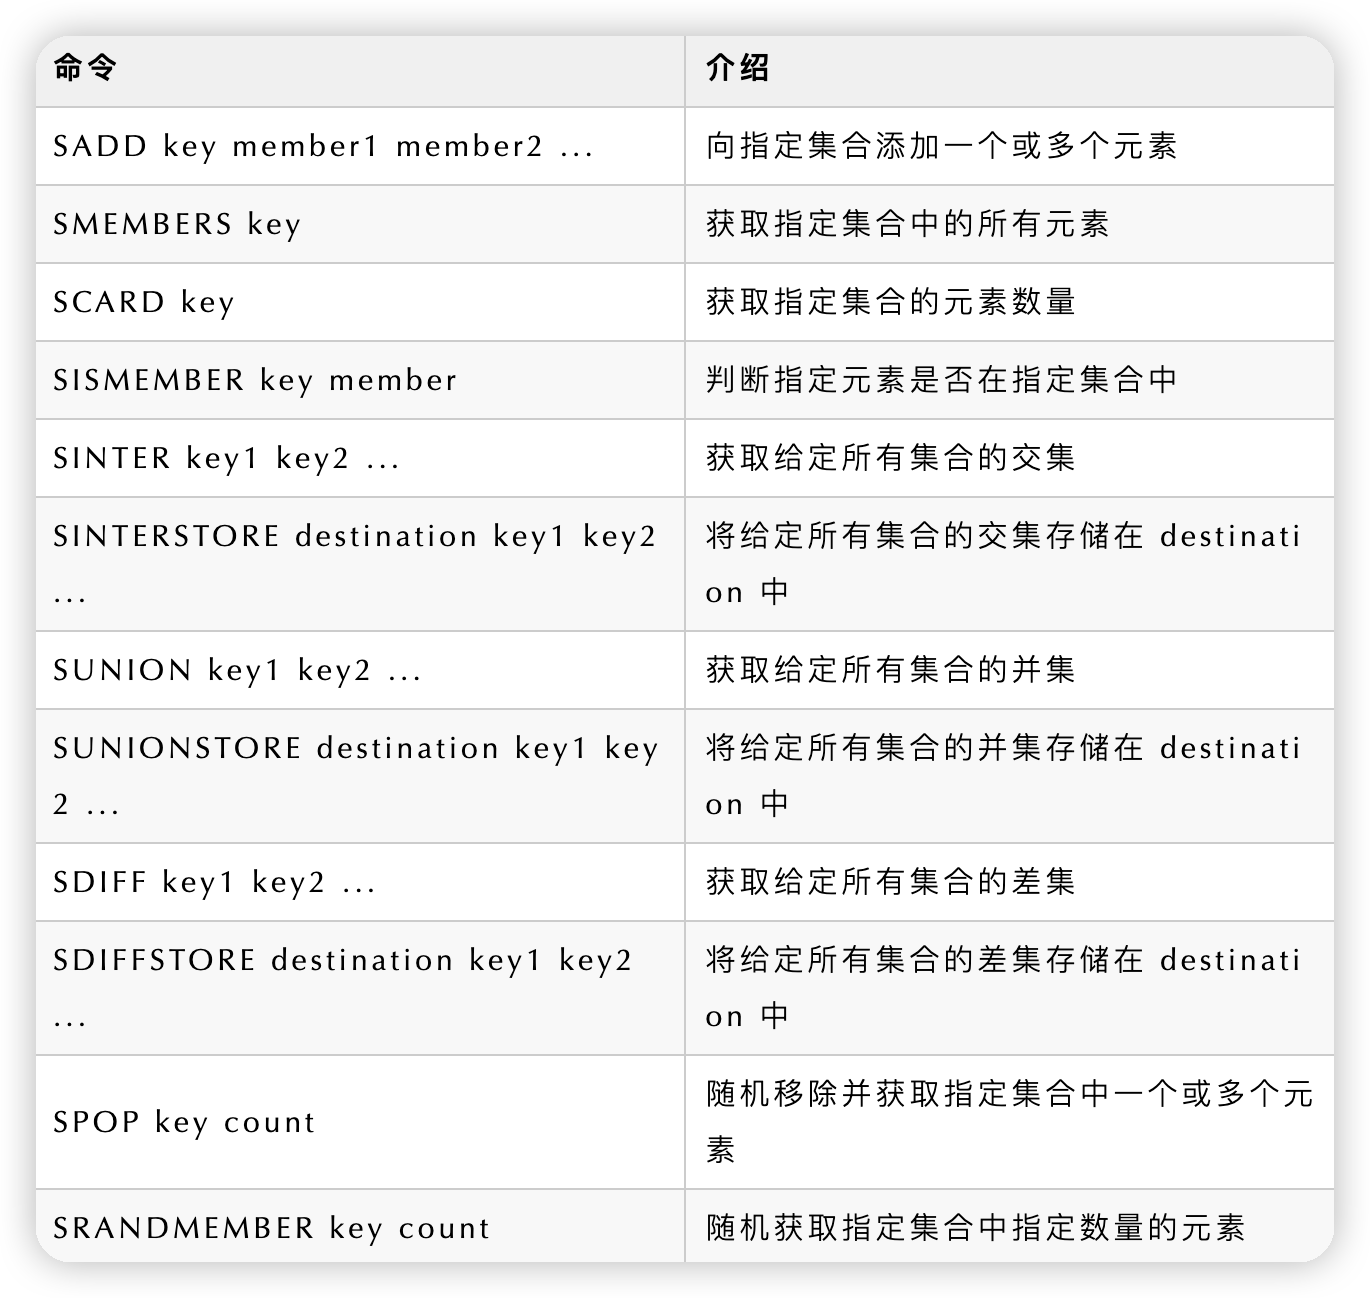 命令
介绍
SADD key member1 member2 ...
向指定集合添加一个或多个元素
SMEMBERS key
获取指定集合中的所有元素
SCARD key
获取指定集合的元素数量
SISMEMBER key member
判断指定元素是否在指定集合中
SINTER key1 key2 ...
获取给定所有集合的交集
SINTERSTORE destination key1 key2
...
将给定所有集合的交集存储在 destinati
on 中
SUNION key1 key2 ...
获取给定所有集合的并集
SUNIONSTORE destination key1 key
2 ...
将给定所有集合的并集存储在 destinati
on 中
SDIFF key1 key2 ...
获取给定所有集合的差集
SDIFFSTORE destination key1 key2
...
将给定所有集合的差集存储在 destinati
on 中
SPOP key count
随机移除并获取指定集合中一个或多个元
素
SRANDMEMBER key count
随机获取指定集合中指定数量的元素